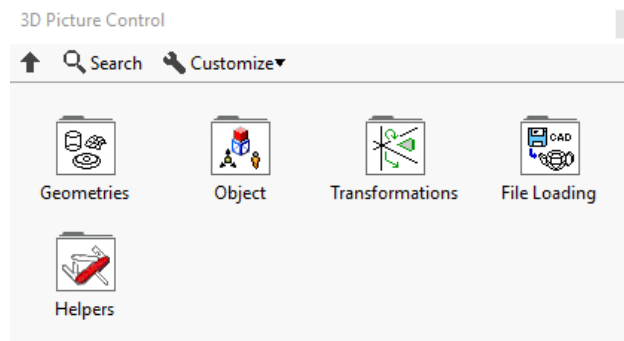 3D Picture Control
Search Customize
Geometries Object Transformations File Loading
CAD
Helpers